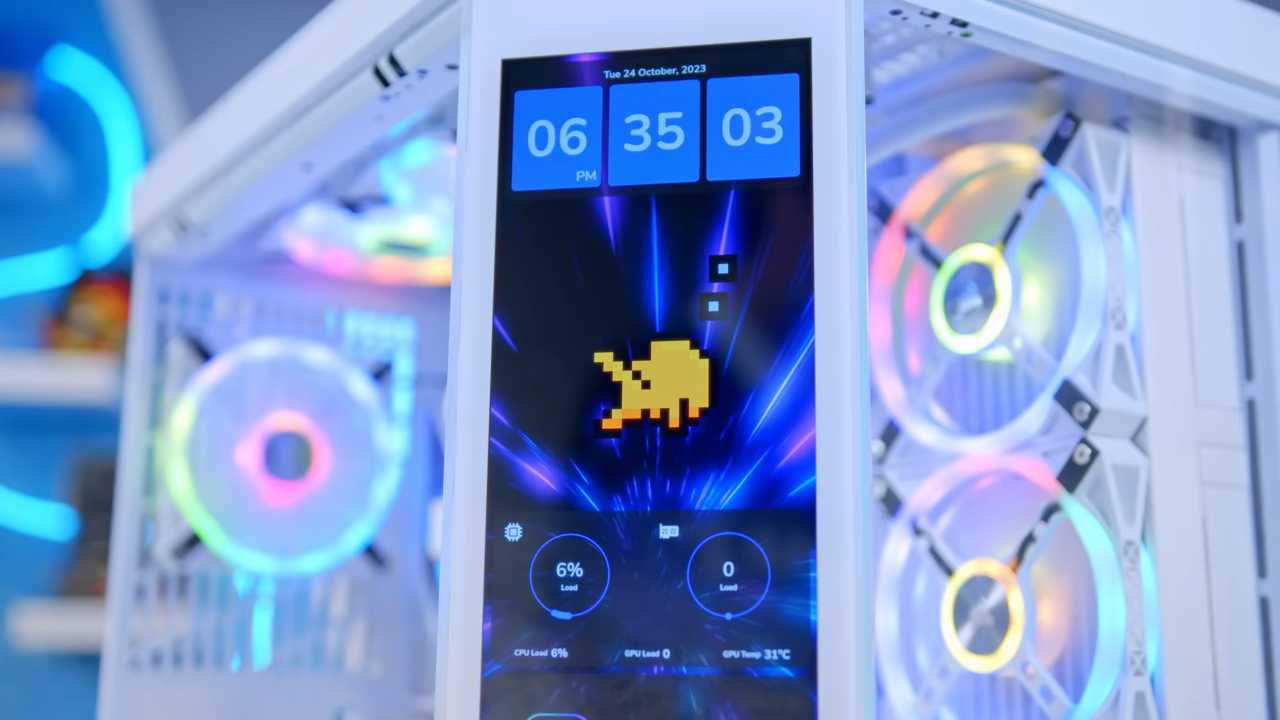 Tue 24 October, 2023
06 35 03
PM
6% 0
Load Load
CPU Load 6% GPU Load 0 GPU Temp 31°C